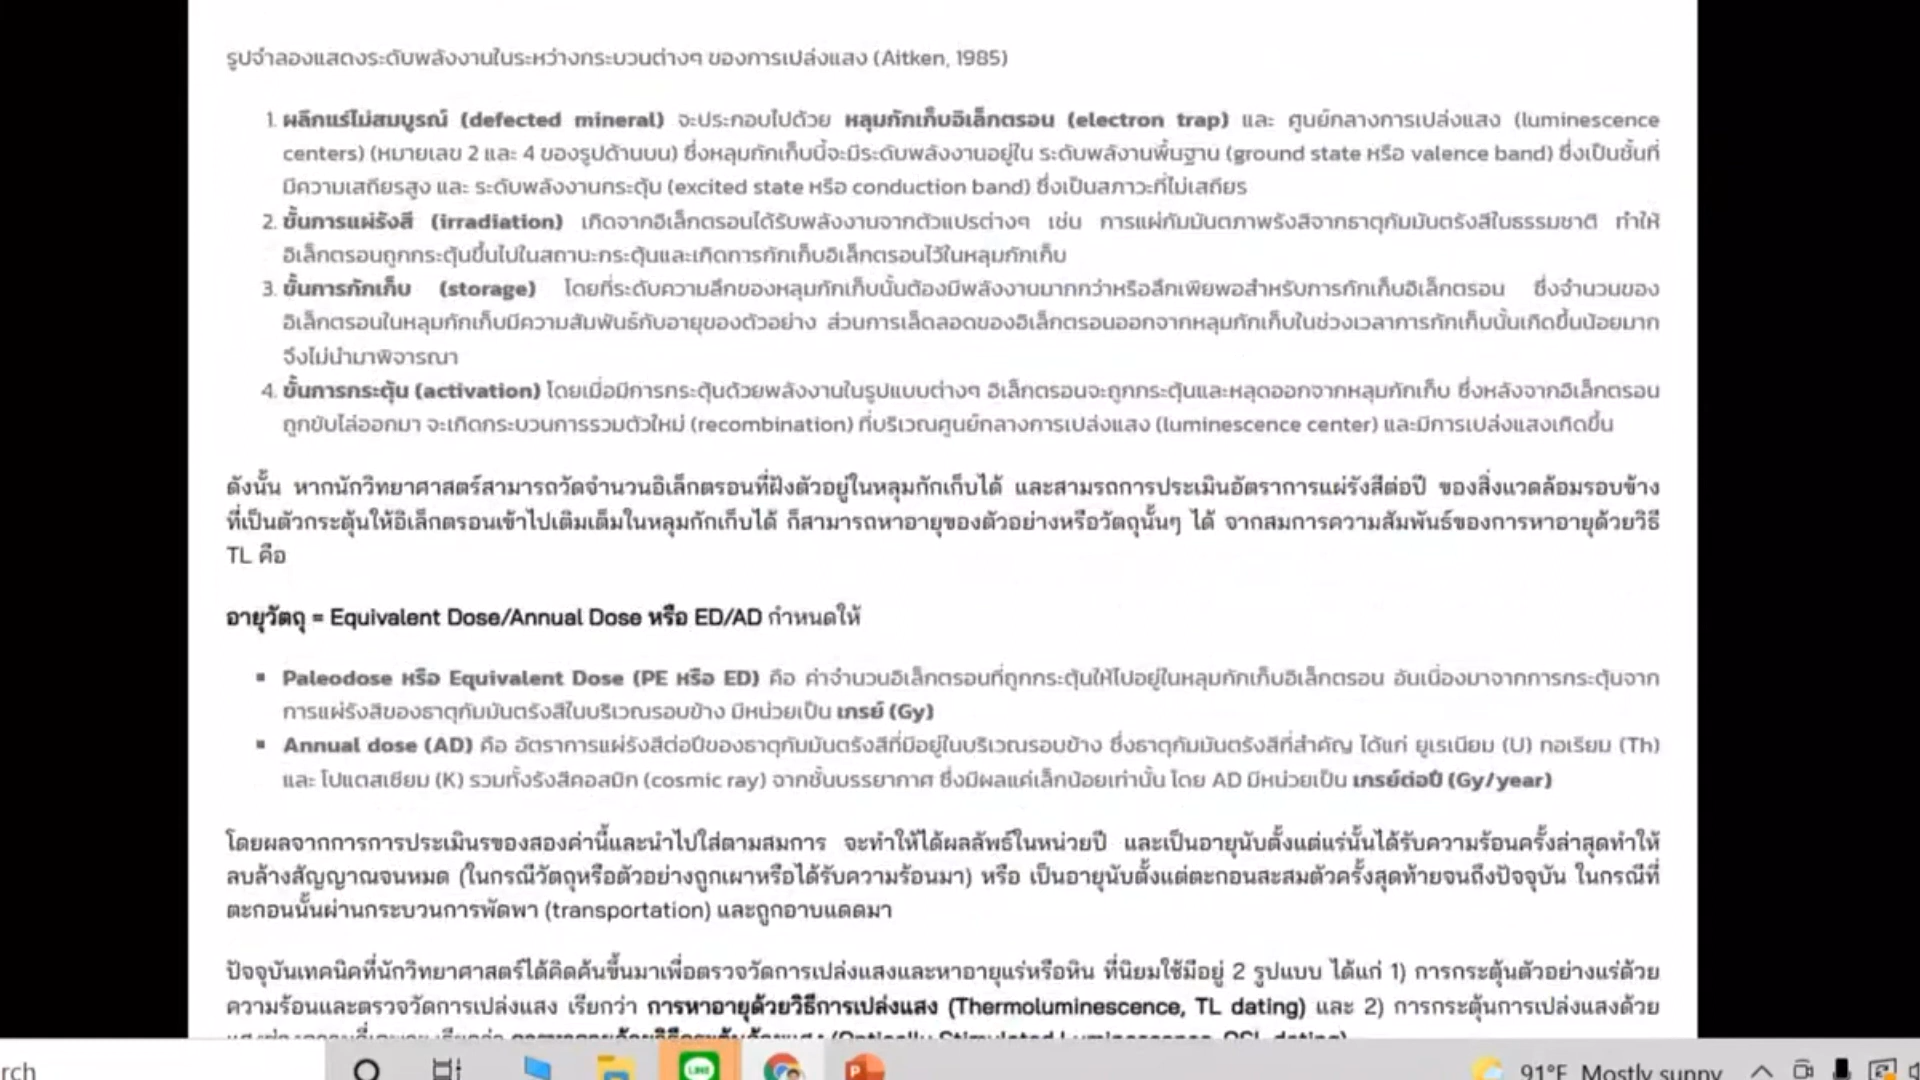 รูปจำลองแสดงระดับพลังงานในระหว่างกระบวนต่างๆ ของการเปล่งแสง (Aitken, 1985)
1. ผลึกแร่ไม่สมบูรณ์ (defected mineral) จะประกอบไปด้วย หลุมกักเก็บอิเล็กตรอน (electron trap) และ ศูนย์กลางการเปล่งแสง (luminescence
centers) (หมายเลข 2 และ 4 ของรูปด้านบน) ซึ่งหลุมกักเก็บนี้จะมีระดับพลังงานอยู่ใน ระดับพลังานพื้นฐาน (ground state หรือ valence band) ซึ่งเป็นชั้นที่
มีความเสถียรสูง และ ระดับพลังงานกระตุ้น (excited state หรือ conduction band) ซึ่งเป็นสภาวะที่ไม่เสถียร
2. ขั้นการแผ่รังสี (irradiation) เกิดจากอิเล็กตรอนได้รับพลังงานจากตัวแปรต่างๆ เช่น การแผ่กัมมันตภาพรังสีจากธาตุกัมมันตรังสีในธรรมชาติ ทำให้
อิเล็กตรอนถูกกระตุ้นขึ้นไปในสถานะกระตุ้นและเกิดการกักเก็บอิเล็กตรอนไว้ในหลุมกักเก็บ
3. ขั้นการกักเก็บ (storage) โดยที่ระดับความลึกของหลุมกักเก็บนั้นต้องมีพลังงานมากกว่าหรือลึกเพียพอสำหรับการกักเก็บอิเล็กตรอน ซึ่งจำนวนของ
อิเล็กตรอนในหลุมกักเก็บมีความสัมพันธ์กับอายุของตัวอย่าง ส่วนการเล็ดลอดของอิเล็กตรอนออกจากหลุมกักเก็บในช่วงเวลาการกักเก็บนั้นเกิดขึ้นน้อยมาก
จึงไม่นำมาพิจารณา
4. ขั้นการกระตุ้น (activation) โดยเมื่อมีการกระตุ้นด้วยพลังงานในรูปแบบต่างๆ อิเล็กตรอนจะถูกกระตุ้นและหลุดออกจากหลุมกักเก็บ ซึ่งหลังจากอิเล็กตรอน
ถูกขับไล่ออกมา จะเกิดกระบวนการรวมตัวใหม่ (recombination) ที่บริเวณศูนย์กลางการเปล่งแสง (luminescence center) และมีการเปล่งแสงเกิดขึ้น
ดังนั้น หากนักวิทยาศาสตร์สามารถวัดจำนวนอิเล็กตรอนที่ฝังตัวอยู่ในหลุมกักเก็บได้ และสามรถการประเมินอัตราการแผ่รังสีต่อปี ของสิ่งแวดล้อมรอบข้าง
ที่เป็นตัวกระตุ้นให้อิเล็กตรอนเข้าไปเติมเต็มในหลุมกักเก็บได้ ก็สามารถหาอายุของตัวอย่างหรือวัตถุนั้นๆ ได้ จากสมการความสัมพันธ์ของการหาอายุด้วยวิธี
TL คือ
อายุวัตถุ = Equivalent Dose/Annual Dose หรือ ED/AD กำหนดให้
▪ Paleodose หรือ Equivalent Dose (PE หรือ ED) คือ ค่าจำนวนอิเล็กตรอนที่ถูกกระตุ้นให้ไปอยู่ในหลุมกักเก็บอิเล็กตรอน อันเนื่องมาจากการกระตุ้นจาก
การแผ่รังสีของธาตุกัมมันตรังสีในบริเวณรอบข้าง มีหน่วยเป็น เกรย์ (Gy)
▪ Annual dose (AD) คือ อัตราการแผ่รังสีต่อปีของธาตุกัมมันตรังสีที่มีอยู่ในบริเวณรอบข้าง ซึ่งธาตุกัมมันตรังสีที่สำคัญ ได้แก่ ยูเรเนียม (U) ทอเรียม (Th)
และ โปแตสเซียม (K) รวมทั้งรังสีคอสมิก (cosmic ray) จากชั้นบรรยากาศ ซึ่งมีผลแค่เล็กน้อยเท่านั้น โดย AD มีหน่วยเป็น เกรย์ต่อปี (Gy/year)
โดยผลจากการการประเมินรของสองค่านี้และนำไปใส่ตามสมการ จะทำให้ได้ผลลัพธ์ในหน่วยปี และเป็นอายุนับตั้งแต่แร่นั้นได้รับความร้อนครั้งล่าสุดทำให้
ลบล้างสัญญาณจนหมด (ในกรณีวัตถุหรือตัวอย่างถูกเผาหรือได้รับความร้อนมา) หรือ เป็นอายุนับตั้งแต่ตะกอนสะสมตัวครั้งสุดท้ายจนถึงปัจจุบัน ในกรณีที่
ตะกอนนั้นผ่านกระบวนการพัดพา (transportation) และถูกอาบแดดมา
ปัจจุบันเทคนิคที่นักวิทยาศาสตร์ได้คิดค้นขึ้นมาเพื่อตรวจวัดการเปล่งแสงและหาอายุแร่หรือหิน ที่นิยมใช้มีอยู่ 2 รูปแบบ ได้แก่ 1) การกระตุ้นตัวอย่างแร่ด้วย
ความร้อนและตรวจวัดการเปล่งแสง เรียกว่า การหาอายุด้วยวิธีการเปล่งแสง (Thermoluminescence, TL dating) และ 2) การกระตุ้นการเปล่งแสงด้วย
(Optically Stimulated Luminescence, OSL dating)
rch
LINE
P
91°F Mostly sunny